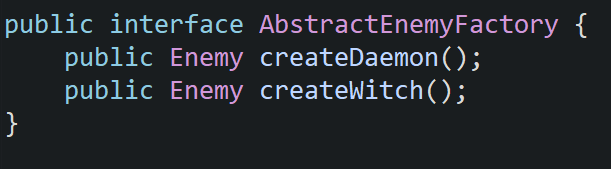 public interface AbstractEnemyFactory {
    public Enemy createDaemon();
    public Enemy createWitch();
}